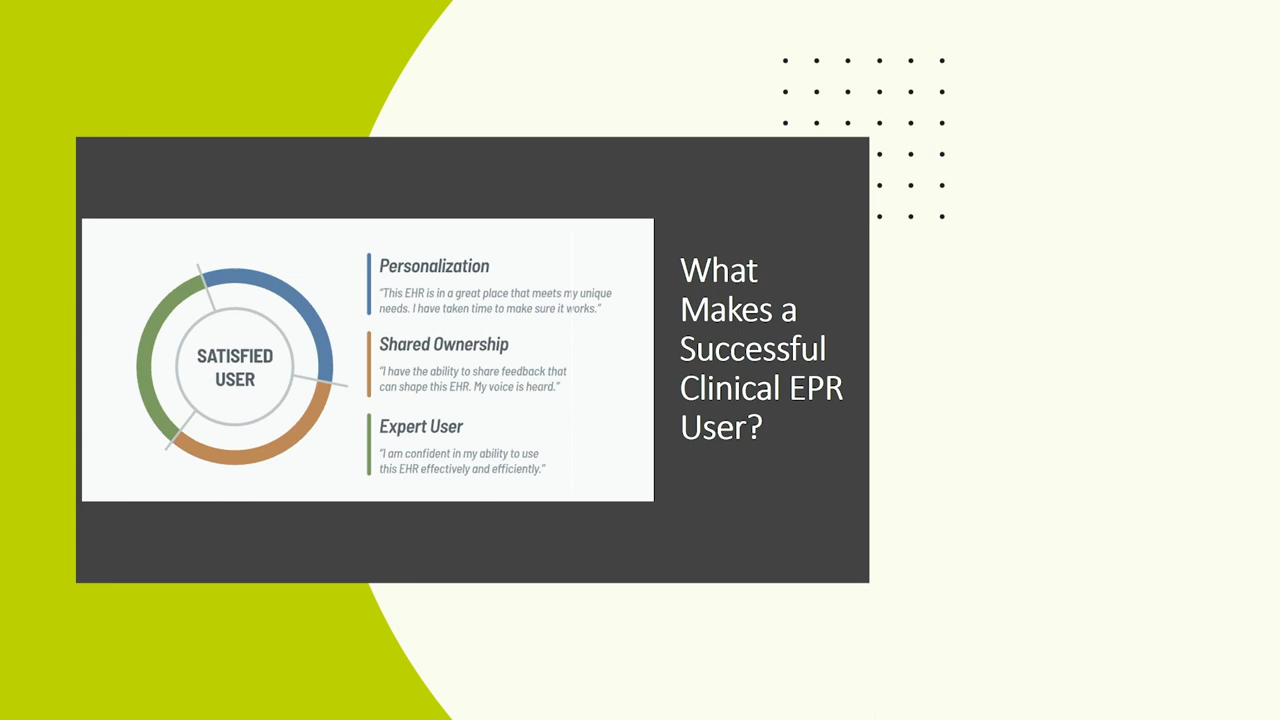 SATISFIED
USER
Personalization
"This EHR is in a great place that meets my unique
needs. I have taken time to make sure it works."
Shared Ownership
"I have the ability to share feedback that
can shape this EHR. My voice is heard."
Expert User
"I am confident in my ability to use
this EHR effectively and efficiently."
What
Makes a
Successful
Clinical EPR
User?